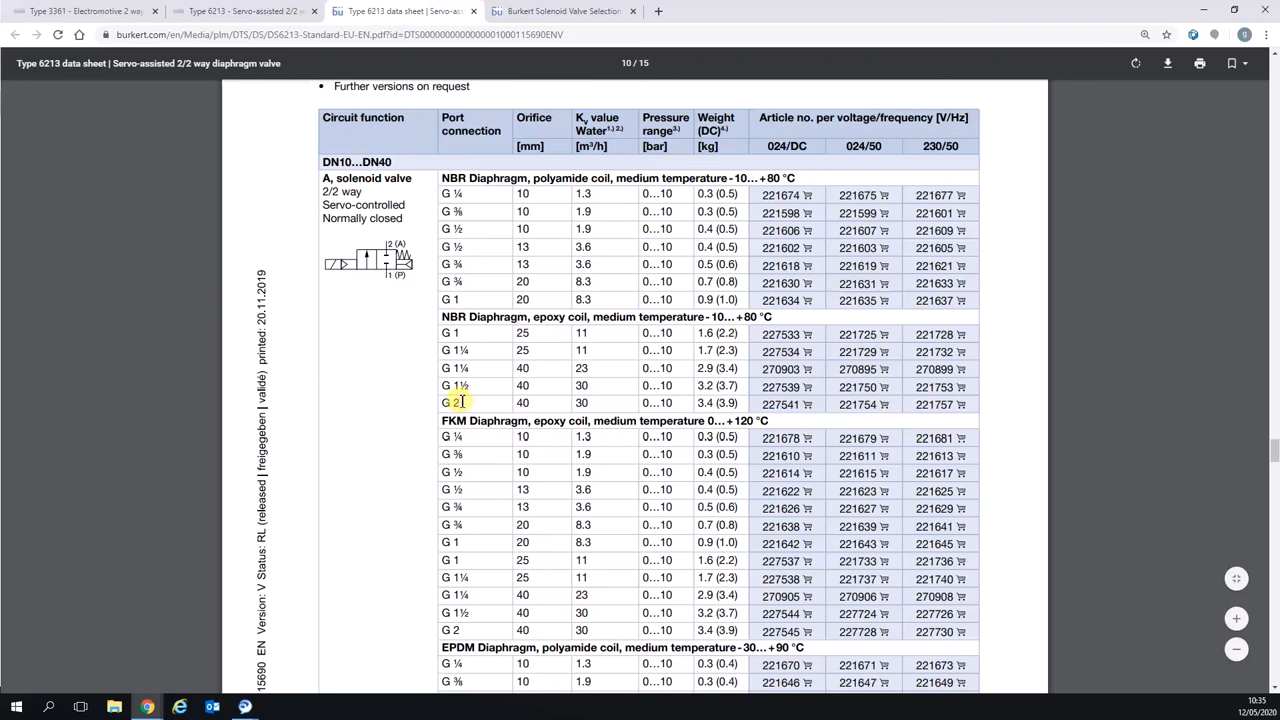 Type 3361 - Electromotive 2 way
Type 6213 - Servo-assisted 2/2 w
Type 6213 data sheet | Servo-ass
Burkert Solenoid Valve Selection
burkert.com/en/Media/plm/DTS/DS/DS6213-Standard-EU-EN.pdf?id=DTS0000000000000001000115690ENV
Type 6213 data sheet | Servo-assisted 2/2 way diaphragm valve
10 / 15
• Further versions on request
Circuit function Port connection Orifice [mm] Kv value Water1.) 2.) [m³/h] Pressure range3.) [bar] Weight (DC)4.) [kg] Article no. per voltage/frequency [V/Hz] 024/DC 024/50 230/50
DN10…DN40
A, solenoid valve
2/2 way
Servo-controlled
Normally closed
2 (A)
1 (P)
NBR Diaphragm, polyamide coil, medium temperature -10…+80 °C
G ¼ 10 1.3 0…10 0.3 (0.5) 221674 221675 221677
G ⅜ 10 1.9 0…10 0.3 (0.5) 221598 221599 221601
G ½ 10 1.9 0…10 0.4 (0.5) 221606 221607 221609
G ½ 13 3.6 0…10 0.4 (0.5) 221602 221603 221605
G ¾ 13 3.6 0…10 0.5 (0.6) 221618 221619 221621
G ¾ 20 8.3 0…10 0.7 (0.8) 221630 221631 221633
G 1 20 8.3 0…10 0.9 (1.0) 221634 221635 221637
NBR Diaphragm, epoxy coil, medium temperature -10…+80 °C
G 1 25 11 0…10 1.6 (2.2) 227533 221725 221728
G 1¼ 25 11 0…10 1.7 (2.3) 227534 221729 221732
G 1¼ 40 23 0…10 2.9 (3.4) 270903 270895 270899
G 1½ 40 30 0…10 3.2 (3.7) 227539 221750 221753
G 2 40 30 0…10 3.4 (3.9) 227541 221754 221757
FKM Diaphragm, epoxy coil, medium temperature 0…+120 °C
G ¼ 10 1.3 0…10 0.3 (0.5) 221678 221679 221681
G ⅜ 10 1.9 0…10 0.3 (0.5) 221610 221611 221613
G ½ 10 1.9 0…10 0.4 (0.5) 221614 221615 221617
G ½ 13 3.6 0…10 0.4 (0.5) 221622 221623 221625
G ¾ 13 3.6 0…10 0.5 (0.6) 221626 221627 221629
G ¾ 20 8.3 0…10 0.7 (0.8) 221638 221639 221641
G 1 20 8.3 0…10 0.9 (1.0) 221642 221643 221645
G 1 25 11 0…10 1.6 (2.2) 227537 221733 221736
G 1¼ 25 11 0…10 1.7 (2.3) 227538 221737 221740
G 1¼ 40 23 0…10 2.9 (3.4) 270905 270906 270908
G 1½ 40 30 0…10 3.2 (3.7) 227544 227724 227726
G 2 40 30 0…10 3.4 (3.9) 227545 227728 227730
EPDM Diaphragm, polyamide coil, medium temperature -30…+90 °C
G ¼ 10 1.3 0…10 0.3 (0.4) 221670 221671 221673
G ⅜ 10 1.9 0…10 0.3 (0.4) 221646 221647 221649
15690 EN Version: V Status: RL (released | freigegeben | validé) printed: 20.11.2019
10:35
12/05/2020